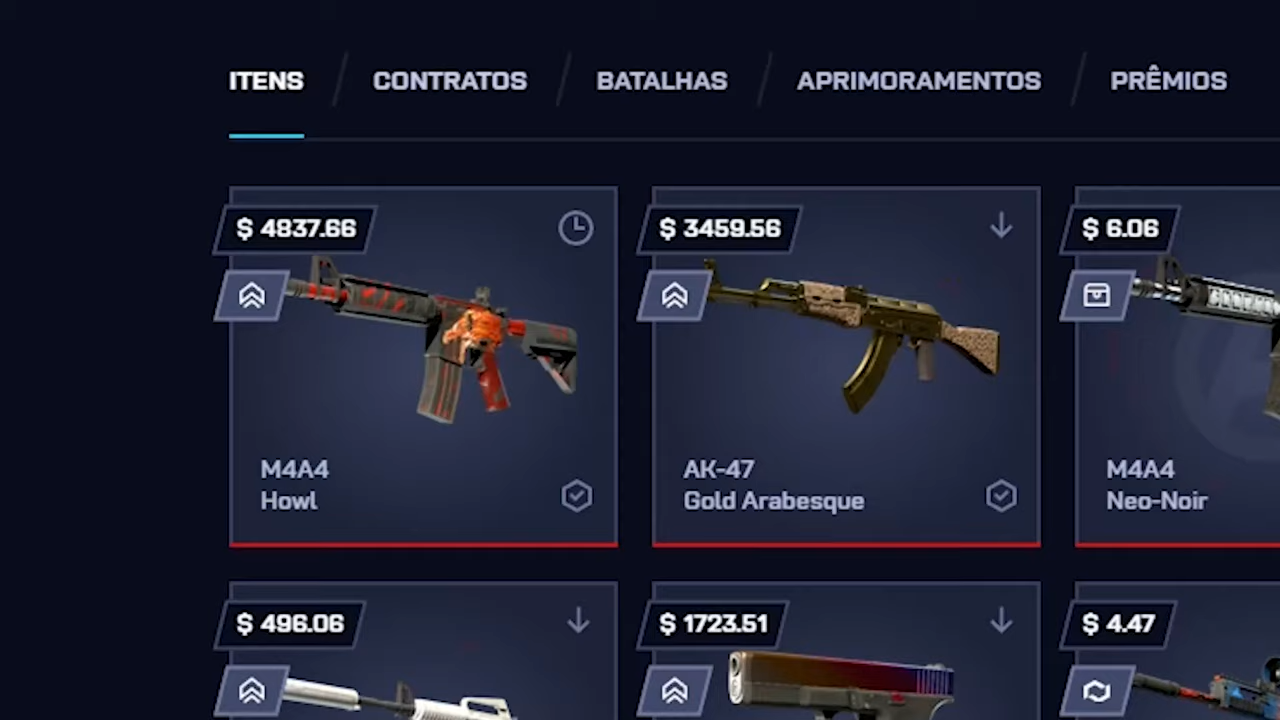 ITENS CONTRATOS BATALHAS APRIMORAMENTOS PRÊMIOS
$ 4837.66
$ 3459.56
$ 6.06
M4A4
Howl
AK-47
Gold Arabesque
M4A4
Neo-Noir
$ 496.06
$ 1723.51
$ 4.47